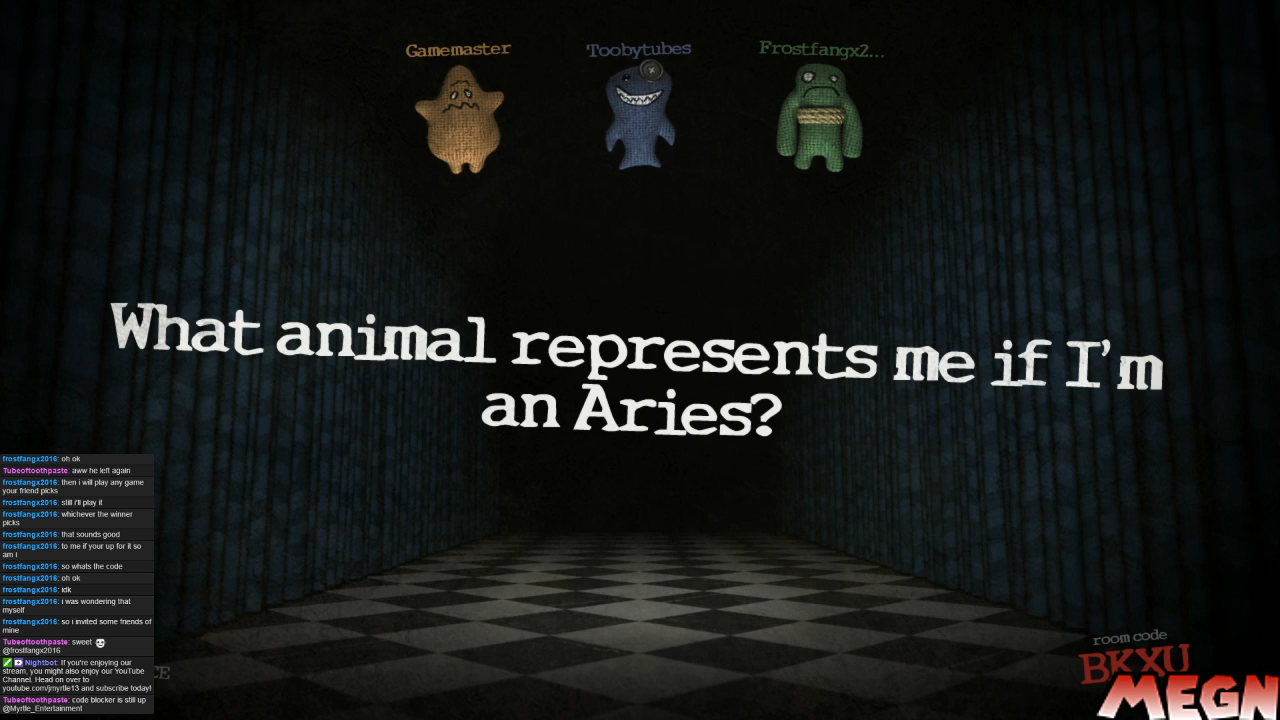 Gamemaster
Toobytubes
Frostfangx2...
What animal represents me if I'm
an Aries?
frostfangx2016: oh ok
Tubeoftoothpaste: aww he left again
frostfangx2016: then i will play any game
your friend picks
frostfangx2016: still i'll play it
frostfangx2016: whichever the winner
picks
frostfangx2016: that sounds good
frostfangx2016: to me if your up for it so
am i
frostfangx2016: so whats the code
frostfangx2016: oh ok
frostfangx2016: idk
frostfangx2016: i was wondering that
myself
frostfangx2016: so i invited some friends of
mine
Tubeoftoothpaste: sweet
@frostfangx2016
Nightbot: If you're enjoying our
stream, you might also enjoy our YouTube
Channel. Head on over to
youtube.com/jmyrtle13 and subscribe today!
Tubeoftoothpaste: code blocker is still up
@Myrtle_Entertainment
room code
BKXU
MEGN